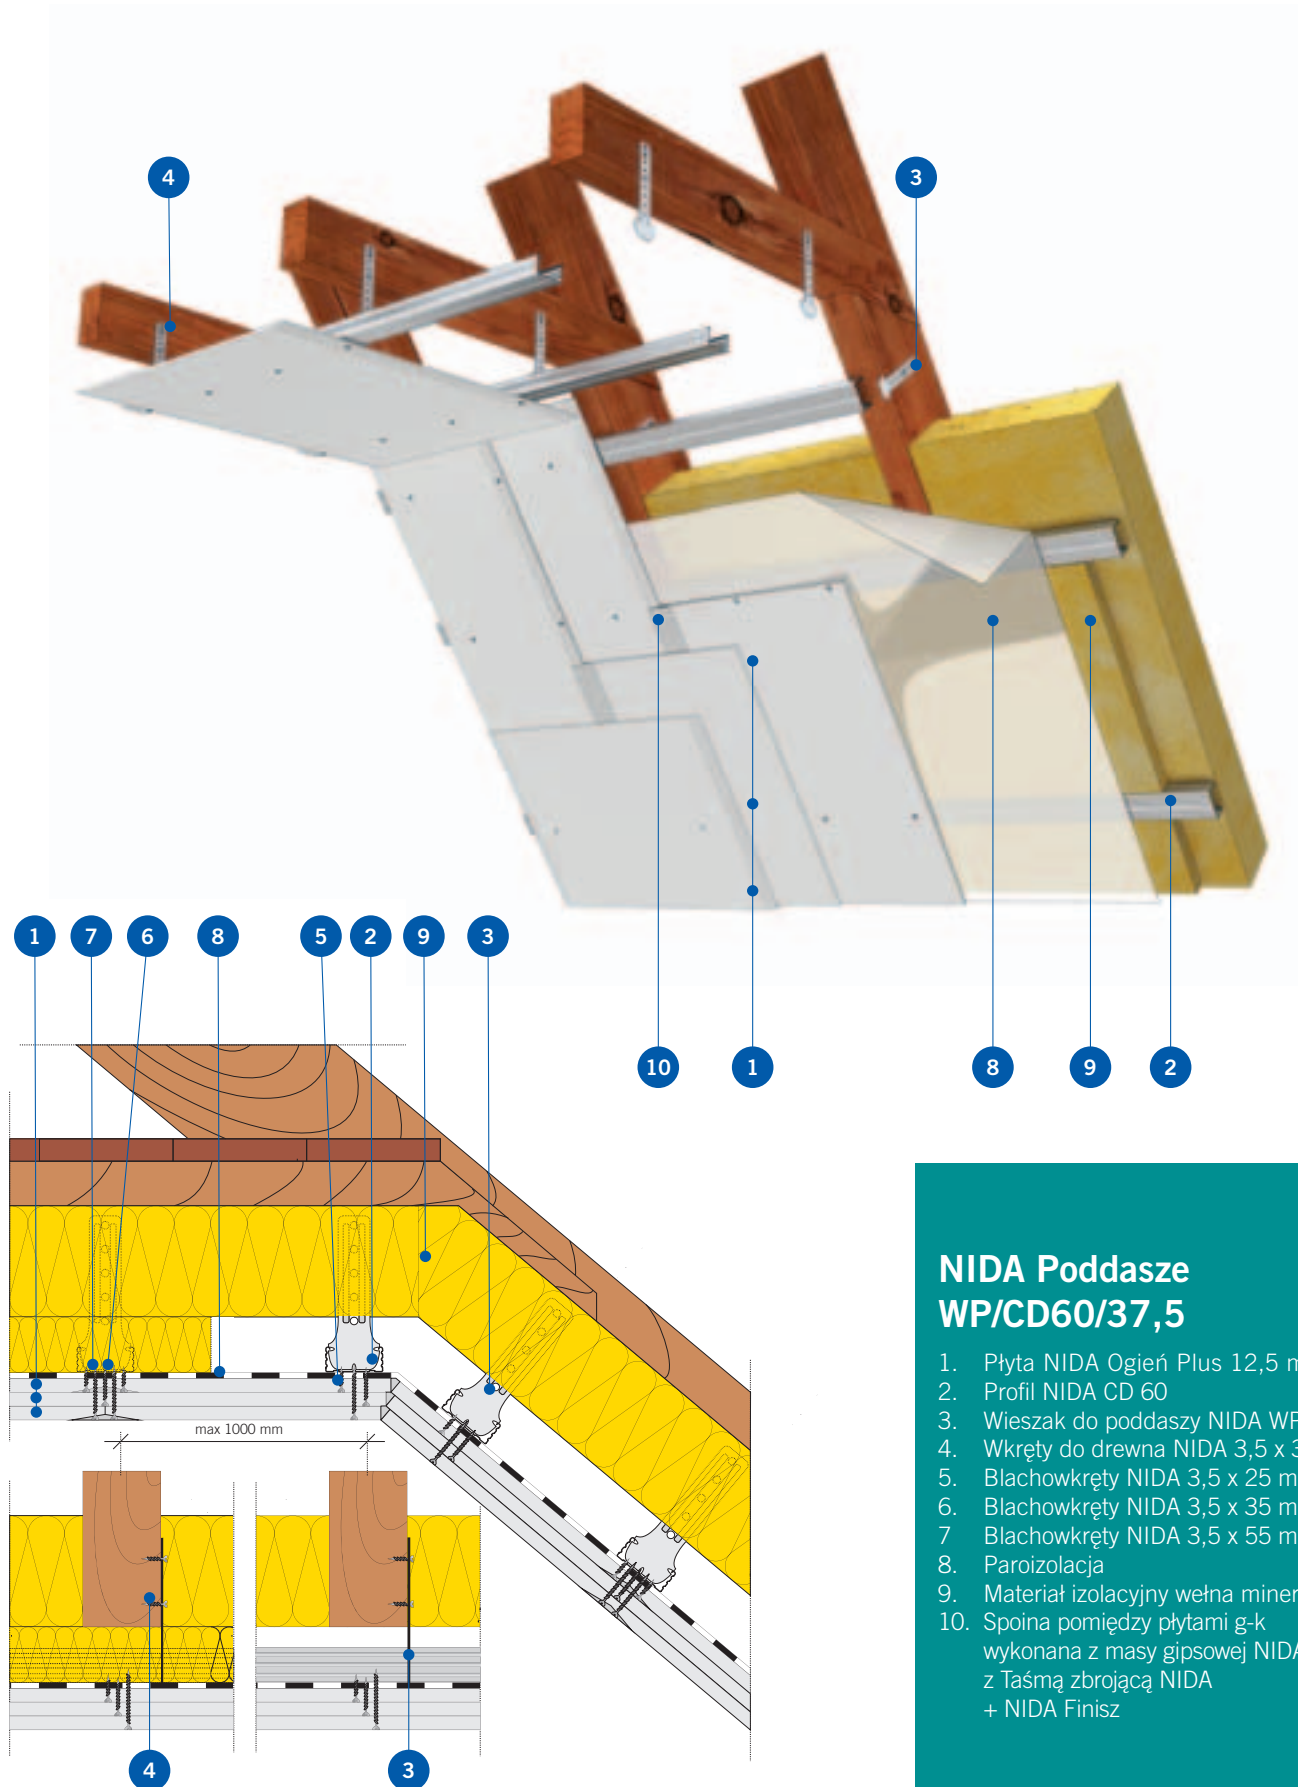 4
3
1 7 6 8 5 2 9 3
10 1 8 9 2
max 1000 mm
4 3
NIDA Poddasze
WP/CD60/37,5
1. Płyta NIDA Ogień Plus 12,5
2. Profil NIDA CD 60
3. Wieszak do poddaszy NIDA
4. Wkręty do drewna NIDA 3,5 x
5. Blachowkręty NIDA 3,5 x 25
6. Blachowkręty NIDA 3,5 x 35
7 Blachowkręty NIDA 3,5 x 55
8. Paroizolacja
9. Materiał izolacyjny wełna
10. Spoina pomiędzy płytami g-k
wykonana z masy gipsowej NIDA
z Taśmą zbrojącą NIDA
+ NIDA Finisz